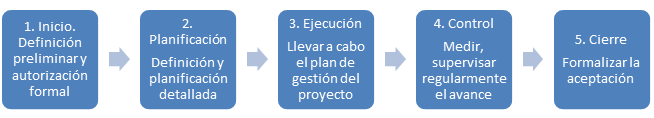 1. Inicio.
Definición
preliminar y
autorización
formal
2.
Planificación
Definición y
planificación
detallada
3. Ejecución
Llevar a cabo
el plan de
gestión del
proyecto
4. Control
Medir,
supervisar
regularmente
el avance
5. Cierre
Formalizar la
aceptación